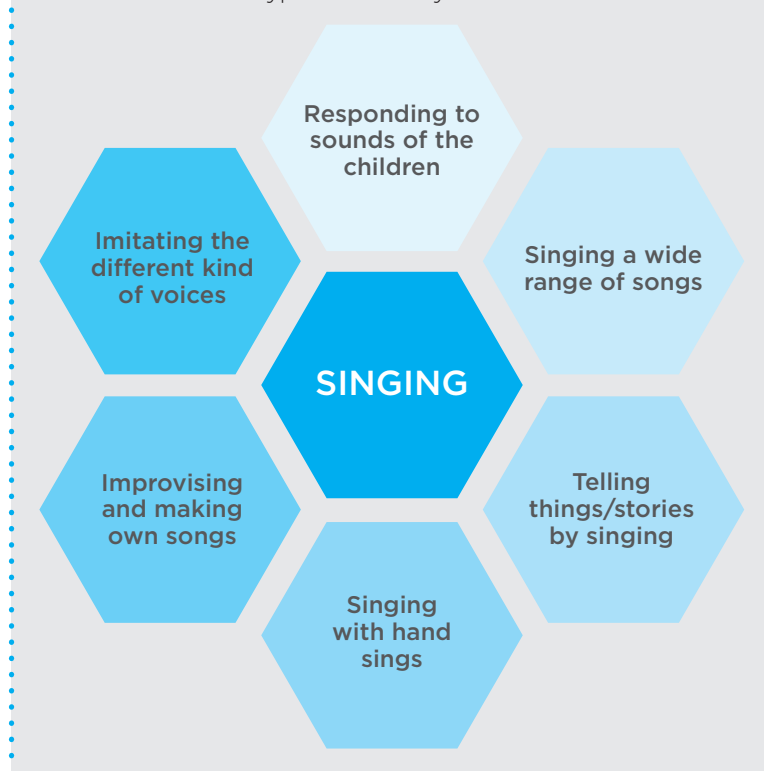 Responding to
sounds of the
children
Imitating the
different kind
of voices
Singing a wide
range of songs
SINGING
Improvising
and making
own songs
Telling
things/stories
by singing
Singing
with hand
sings